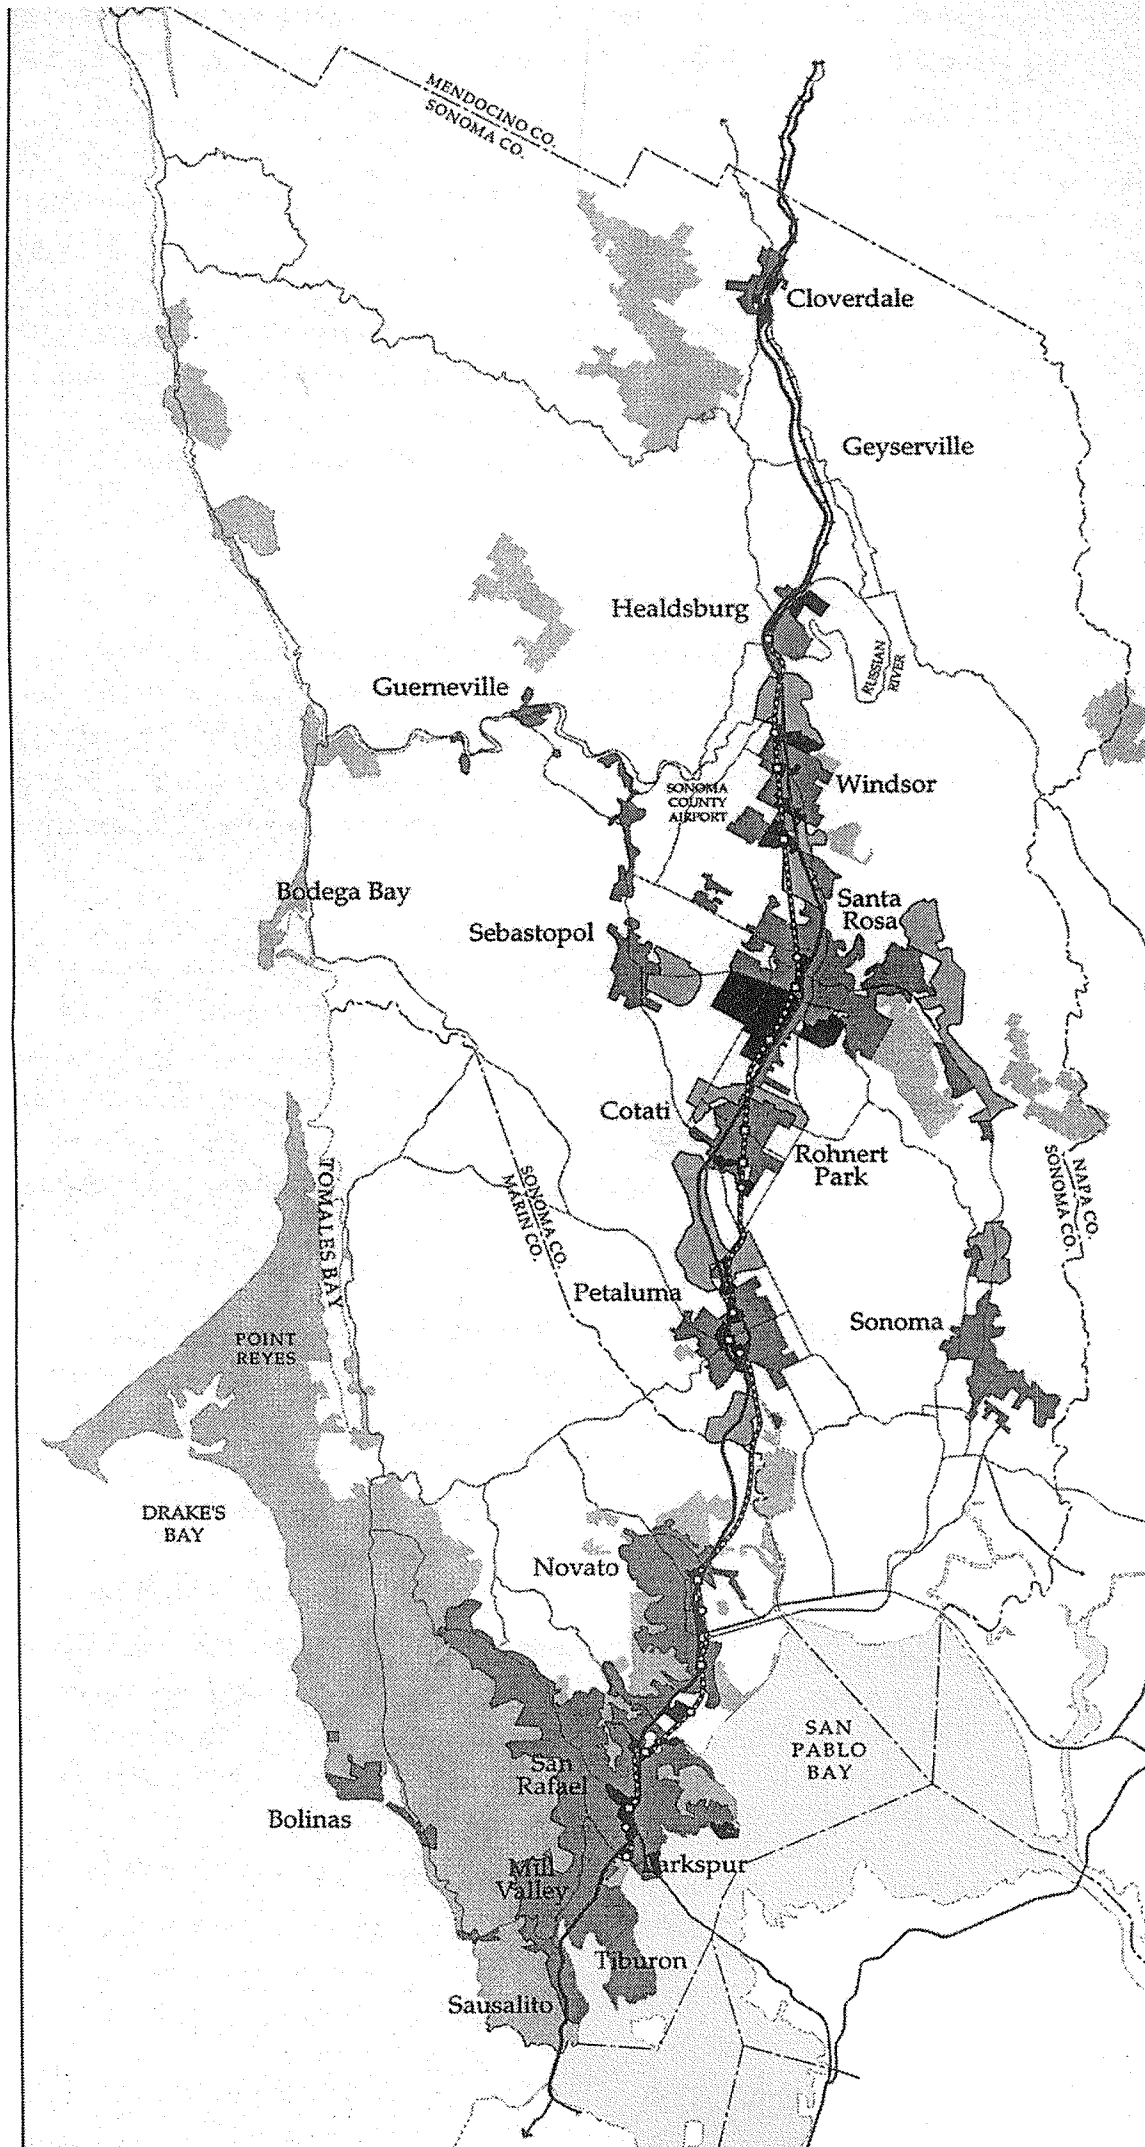 MENDOCINO CO.
SONOMA CO.
Cloverdale
Geyserville
Healdsburg
RUSSIAN
RIVER
Guerneville
Windsor
SONOMA
COUNTY
AIRPORT
Bodega Bay
Santa
Rosa
Sebastopol
Cotati
Rohnert
Park
NAPA CO.
SONOMA CO.
TOMALES BAY
SONOMA CO.
MARIN CO.
Petaluma
Sonoma
POINT
REYES
DRAKE'S
BAY
Novato
SAN
PABLO
BAY
San
Rafael
Bolinas
Larkspur
Mill
Valley
Tiburon
Sausalito